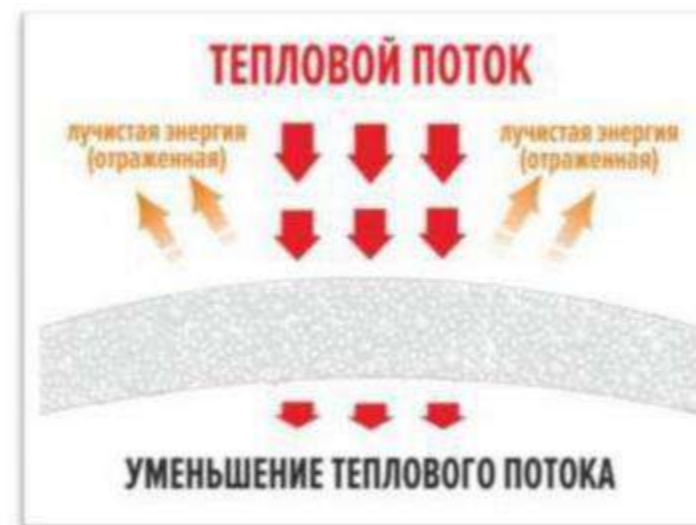 ТЕПЛОВОЙ ПОТОК
лучистая энергия
(отраженная)
лучистая энергия
(отраженная)
УМЕНЬШЕНИЕ ТЕПЛОВОГО ПОТОКА